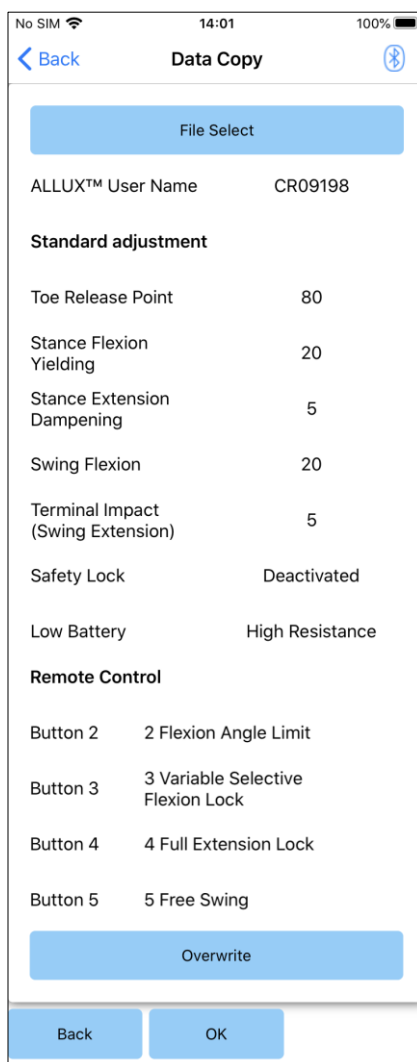 No SIM 14:01 100%
Back Data Copy
File Select
ALLUX™ User Name CR09198
Standard adjustment
Toe Release Point 80
Stance Flexion
Yielding 20
Stance Extension
Dampening 5
Swing Flexion 20
Terminal Impact
(Swing Extension) 5
Safety Lock Deactivated
Low Battery High Resistance
Remote Control
Button 2 2 Flexion Angle Limit
Button 3 3 Variable Selective
Flexion Lock
Button 4 4 Full Extension Lock
Button 5 5 Free Swing
Overwrite
Back OK